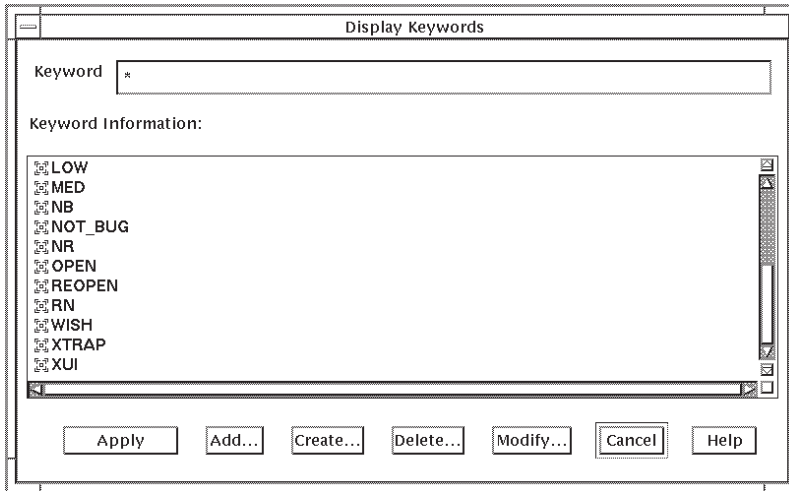 Display Keywords
Keyword *
Keyword Information:
LOW
MED
NB
NOT_BUG
NR
OPEN
REOPEN
RN
WISH
XTRAP
XUI
Apply Add... Create... Delete... Modify... Cancel Help